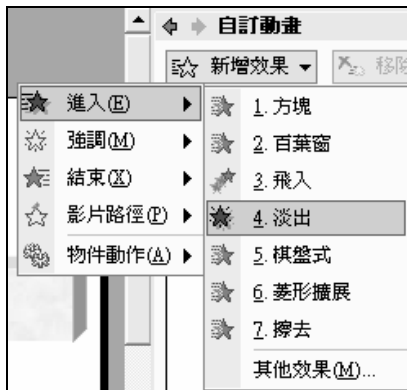 自訂動畫
新增效果 移除
進入(E)
強調(M)
結束(X)
影片路徑(P)
物件動作(A)
1. 方塊
2. 百葉窗
3. 飛入
4. 淡出
5. 棋盤式
6. 菱形擴展
7. 擦去
其他效果(M)...